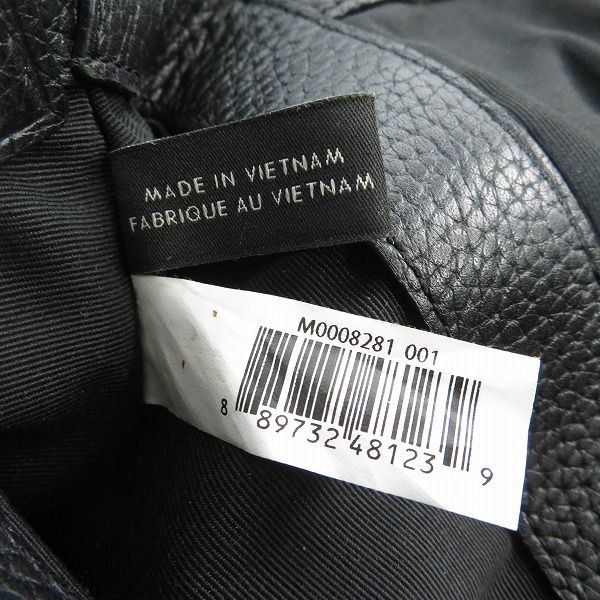 MADE IN VIETNAM
FABRIQUE AU VIETNAM
M0008281 001
8 89732 48123 9